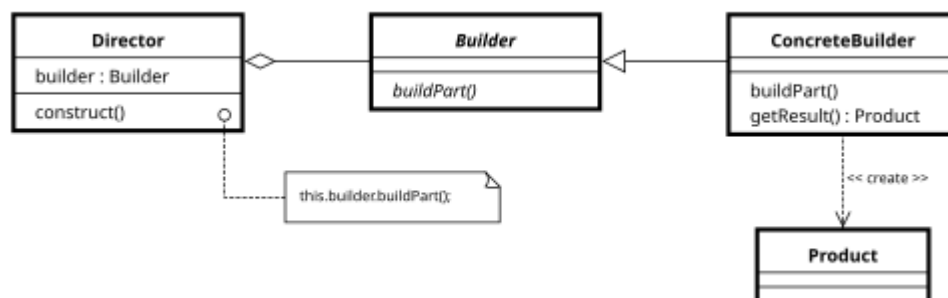 Director
builder : Builder
construct()
Builder
buildPart()
ConcreteBuilder
buildPart()
getResult() : Product
this.builder.buildPart();
<< create >>
Product